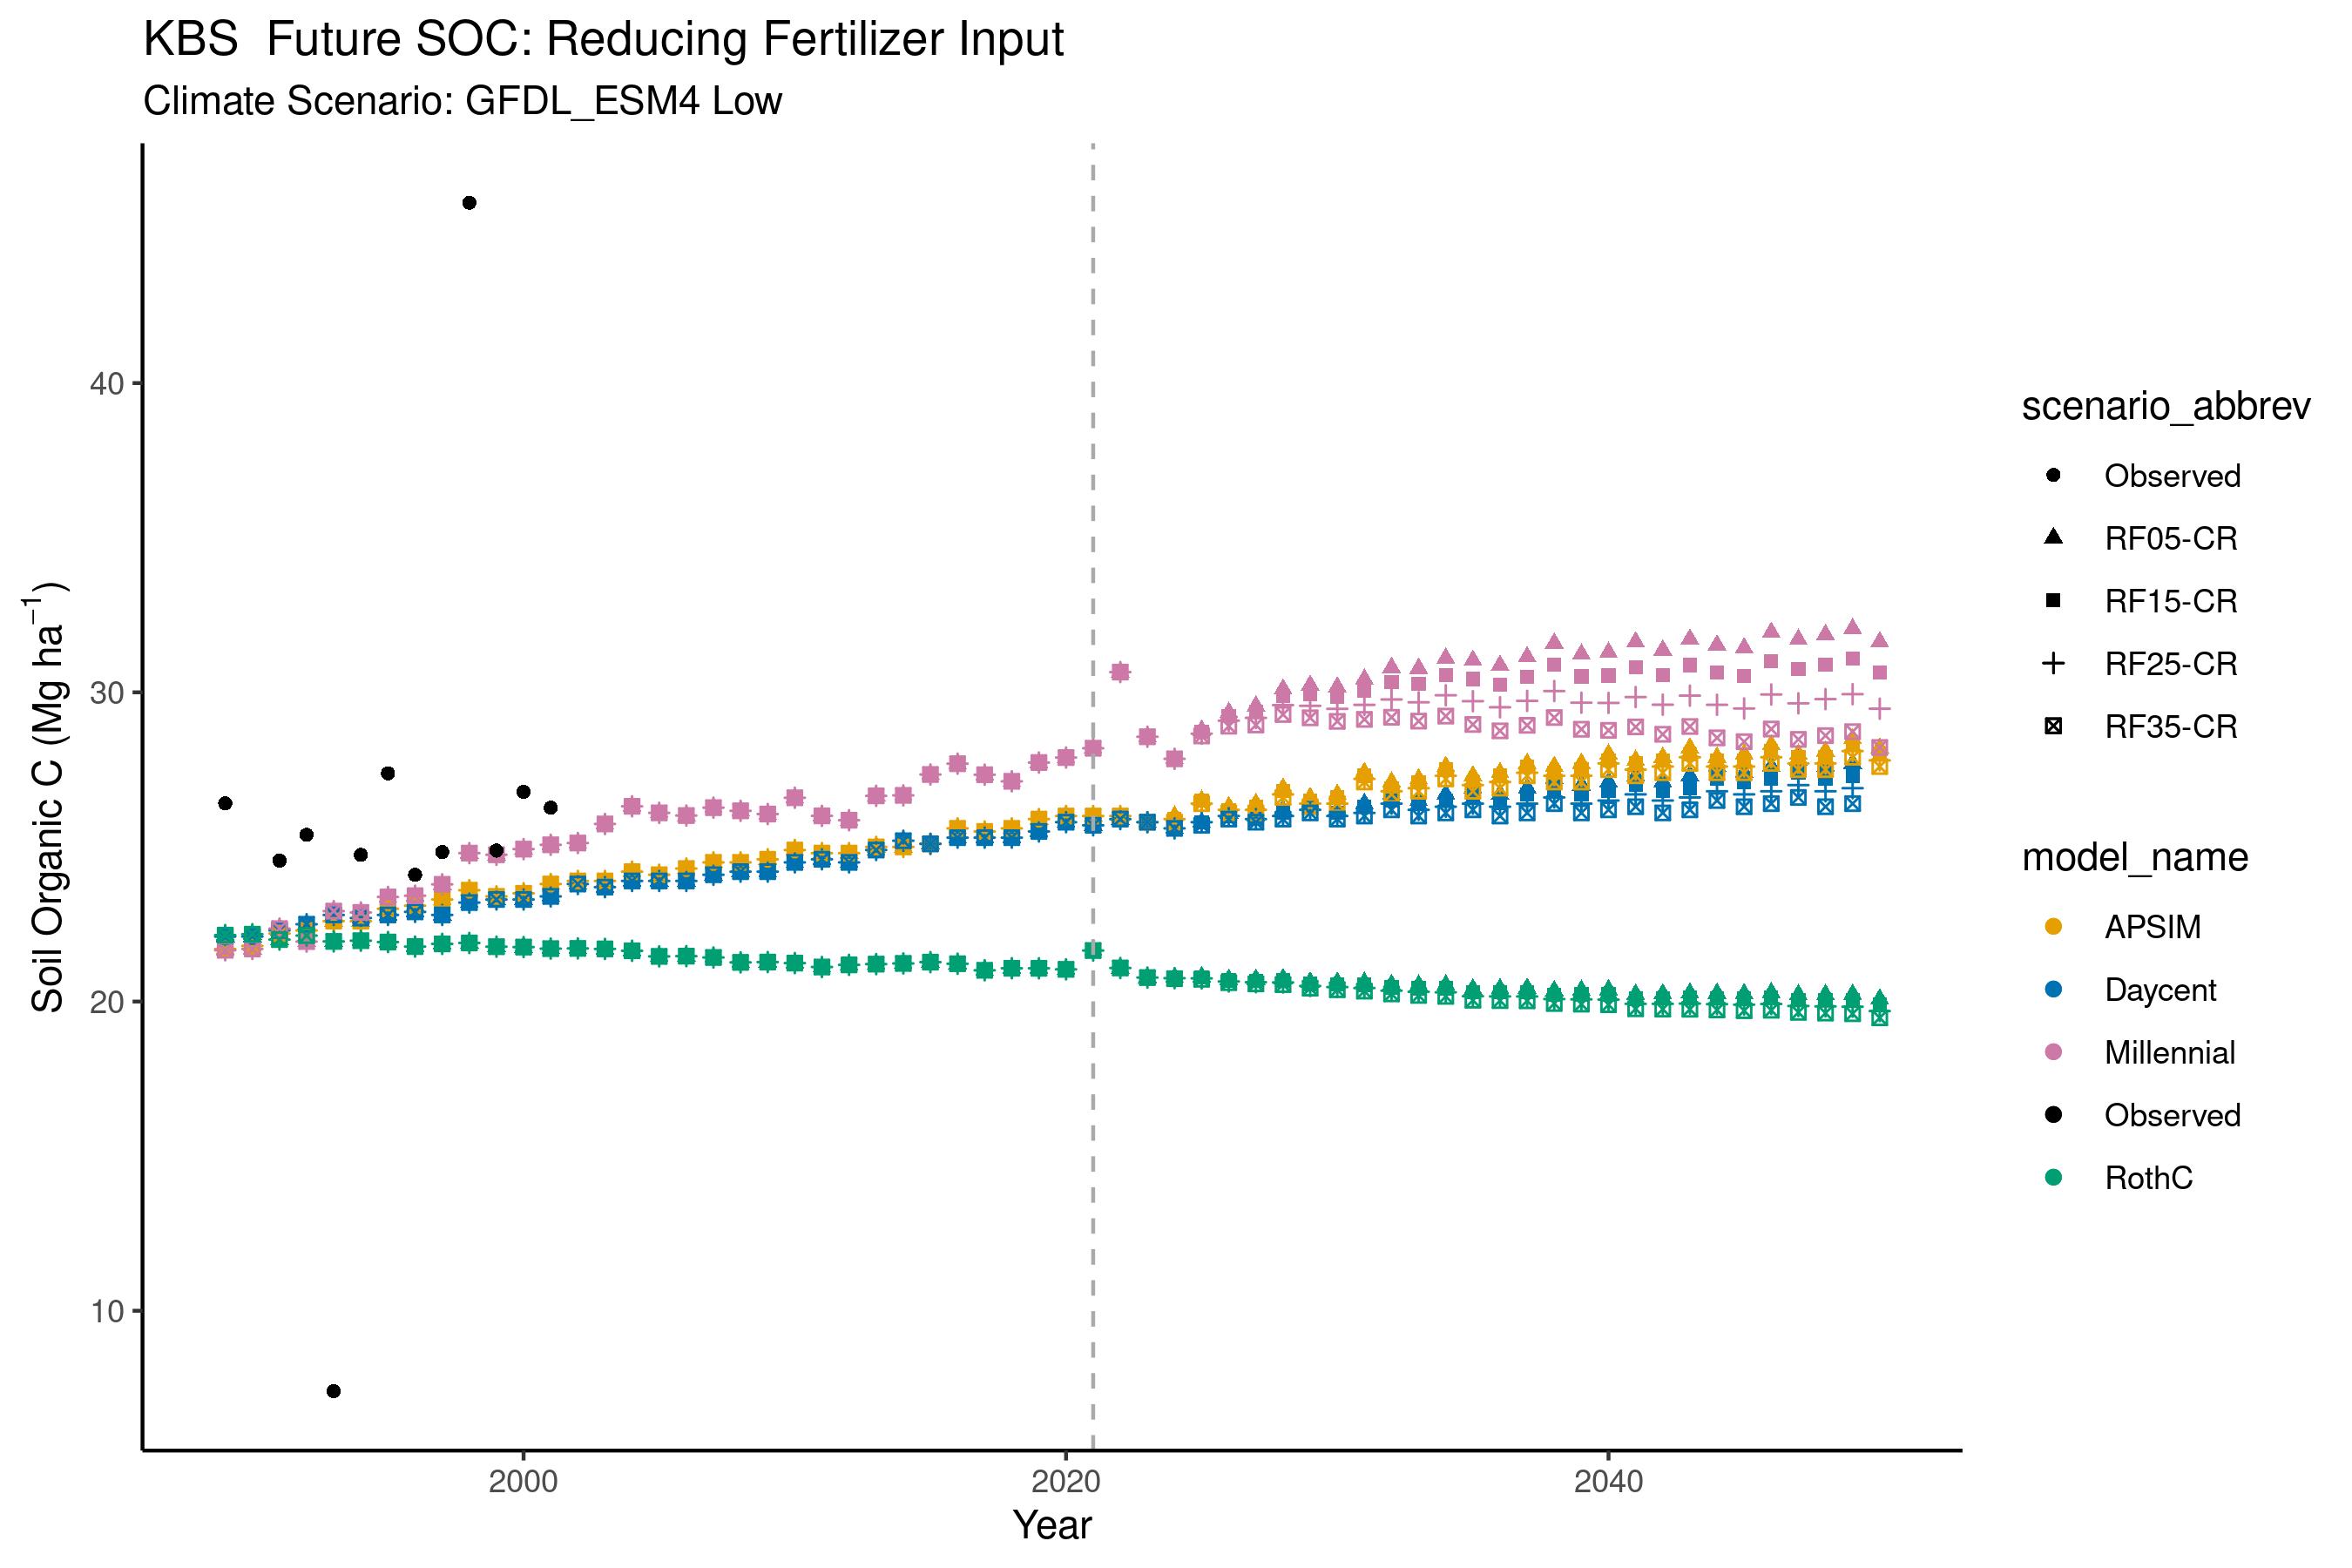 KBS  Future SOC: Reducing Fertilizer Input
Climate Scenario: GFDL_ESM4 Low
Soil Organic C (Mg ha⁻¹)
40
30
20
10
2000
2020
2040
Year
scenario_abbrev
Observed
RF05-CR
RF15-CR
RF25-CR
RF35-CR
model_name
APSIM
Daycent
Millennial
Observed
RothC